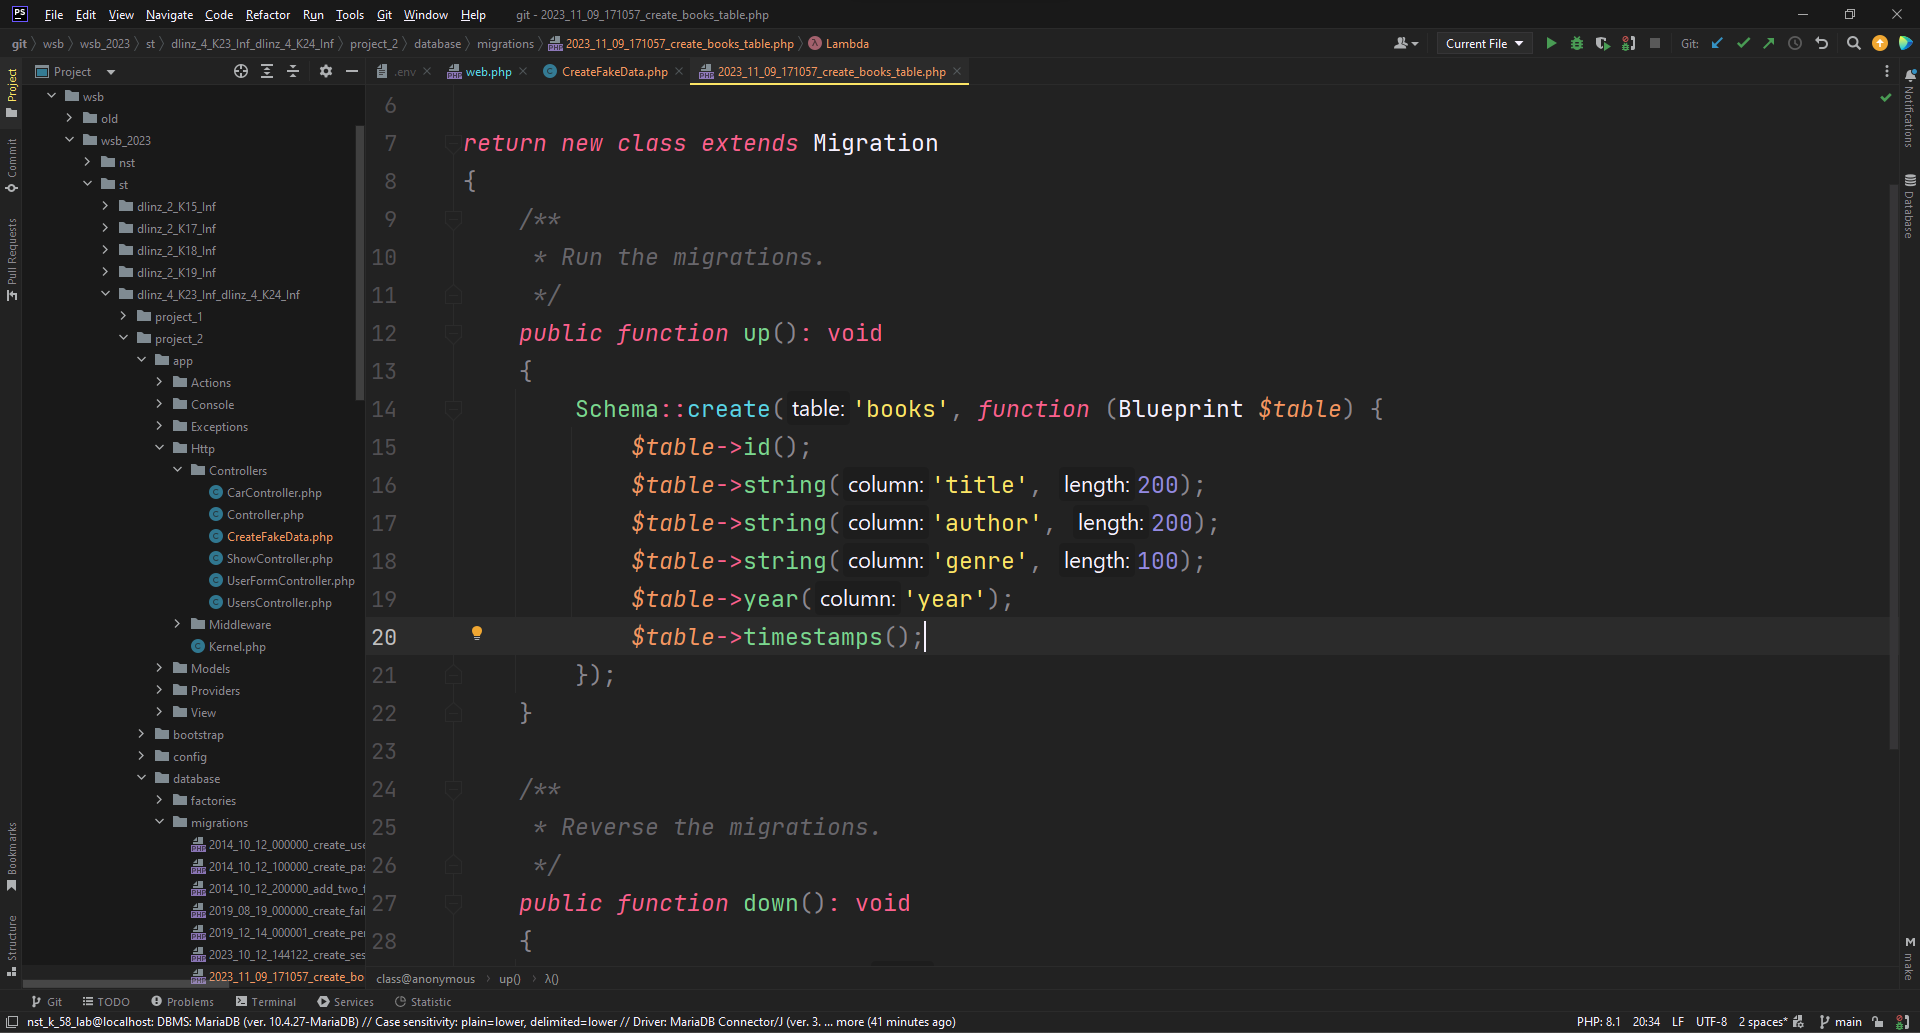 PS File Edit View Navigate Code Refactor Run Tools Git Window Help git - 2023_11_09_171057_create_books_table.php
git wsb wsb_2023 st dlinz_4_K23_Inf_dlinz_4_K24_Inf project_2 database migrations 2023_11_09_171057_create_books_table.php Lambda Current File Git:
Project .env web.php CreateFakeData.php 2023_11_09_171057_create_books_table.php
wsb
old
wsb_2023
nst
st
dlinz_2_K15_Inf
dlinz_2_K17_Inf
dlinz_2_K18_Inf
dlinz_2_K19_Inf
dlinz_4_K23_Inf_dlinz_4_K24_Inf
project_1
project_2
app
Actions
Console
Exceptions
Http
Controllers
CarController.php
Controller.php
CreateFakeData.php
ShowController.php
UserFormController.php
UsersController.php
Middleware
Kernel.php
Models
Providers
View
bootstrap
config
database
factories
migrations
2014_10_12_000000_create_use
2014_10_12_100000_create_pas
2014_10_12_200000_add_two_f
2019_08_19_000000_create_fail
2019_12_14_000001_create_per
2023_10_12_144122_create_ses
2023_11_09_171057_create_bo
Project
Commit
Pull Requests
Bookmarks
Structure
6
7 return new class extends Migration
8 {
9 /**
10 * Run the migrations.
11 */
12 public function up(): void
13 {
14 Schema::create( table: 'books', function (Blueprint $table) {
15 $table->id();
16 $table->string( column: 'title', length: 200);
17 $table->string( column: 'author', length: 200);
18 $table->string( column: 'genre', length: 100);
19 $table->year( column: 'year');
20 $table->timestamps();
21 });
22 }
23
24 /**
25 * Reverse the migrations.
26 */
27 public function down(): void
28 {
Notifications
Database
make
class@anonymous up() λ()
Git TODO Problems Terminal Services Statistic
nst_k_58_lab@localhost: DBMS: MariaDB (ver. 10.4.27-MariaDB) // Case sensitivity: plain=lower, delimited=lower // Driver: MariaDB Connector/J (ver. 3. ... more (41 minutes ago) PHP: 8.1 20:34 LF UTF-8 2 spaces* main